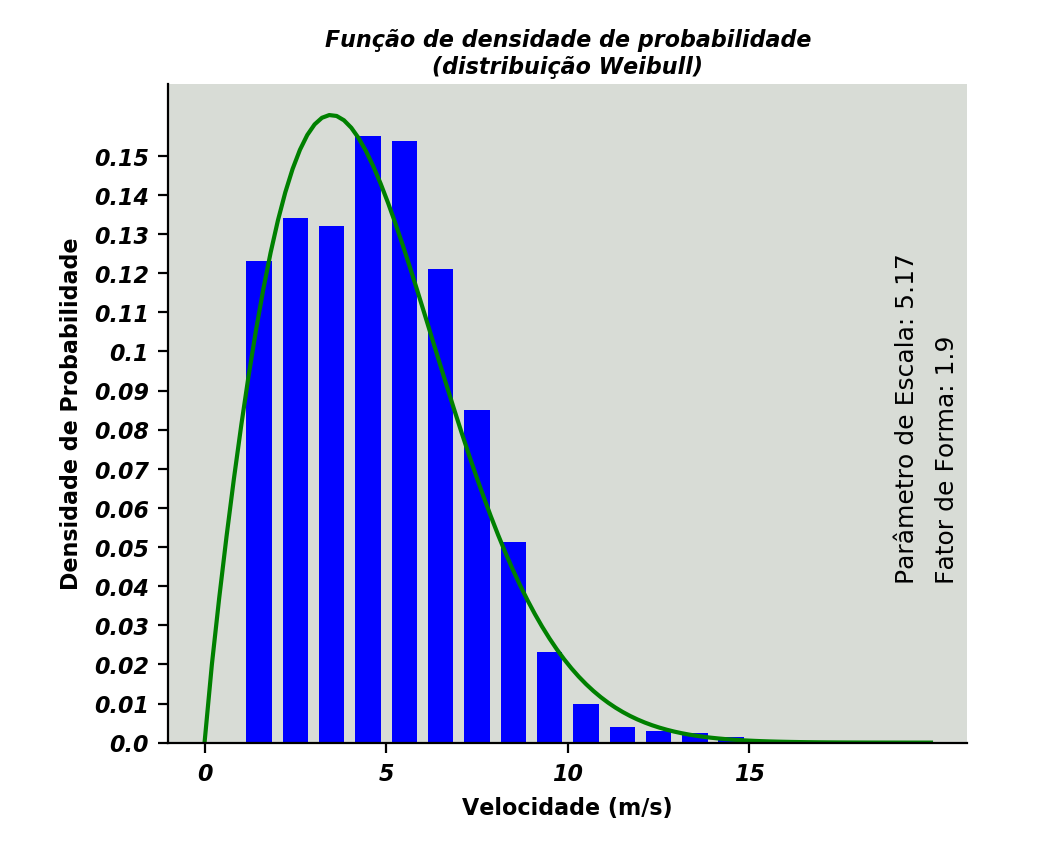 Função de densidade de probabilidade
(distribuição Weibull)
Densidade de Probabilidade
0.15
0.14
0.13
0.12
0.11
0.1
0.09
0.08
0.07
0.06
0.05
0.04
0.03
0.02
0.01
0.0
0 5 10 15
Velocidade (m/s)
Parâmetro de Escala: 5.17
Fator de Forma: 1.9